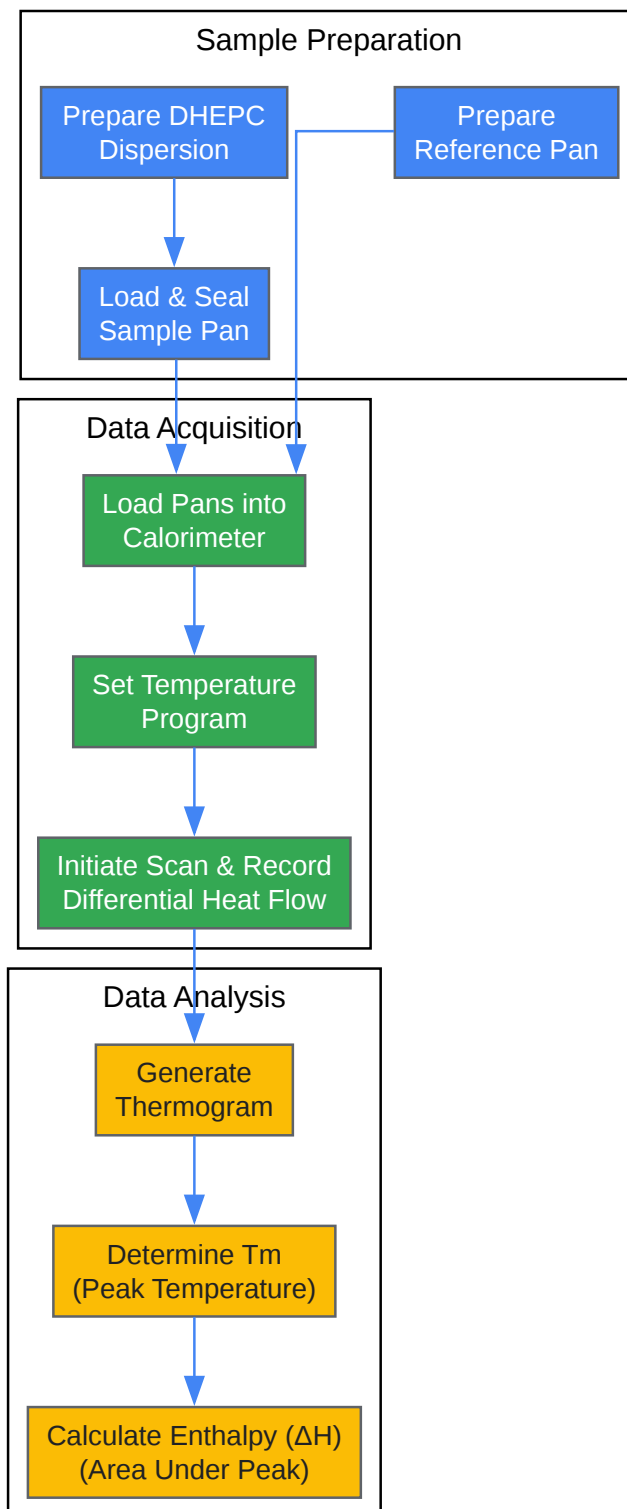 Sample Preparation
Prepare DHEPC
Dispersion
Prepare
Reference Pan
Load & Seal
Sample Pan
Data Acquisition
Load Pans into
Calorimeter
Set Temperature
Program
Initiate Scan & Record
Differential Heat Flow
Data Analysis
Generate
Thermogram
Determine Tm
(Peak Temperature)
Calculate Enthalpy (ΔH)
(Area Under Peak)